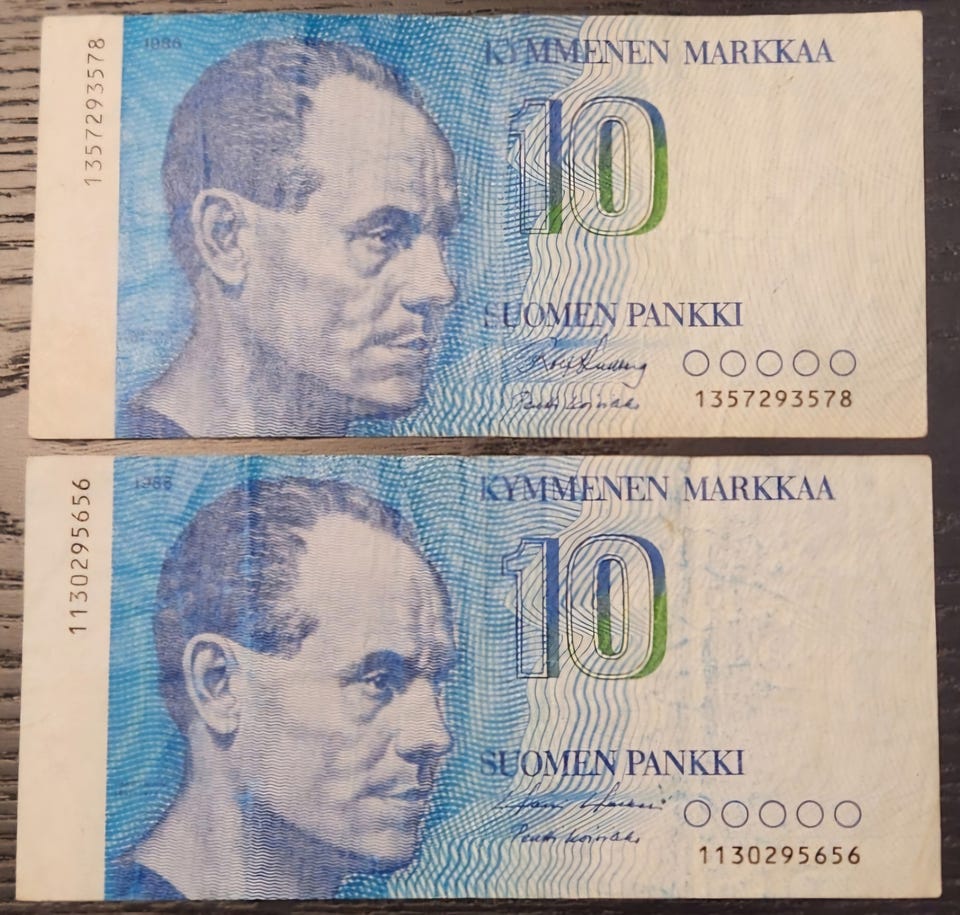 1357293578
1986
KYMMENEN MARKKAA
10
SUOMEN PANKKI
1357293578
1130295656
1986
KYMMENEN MARKKAA
10
SUOMEN PANKKI
1130295656